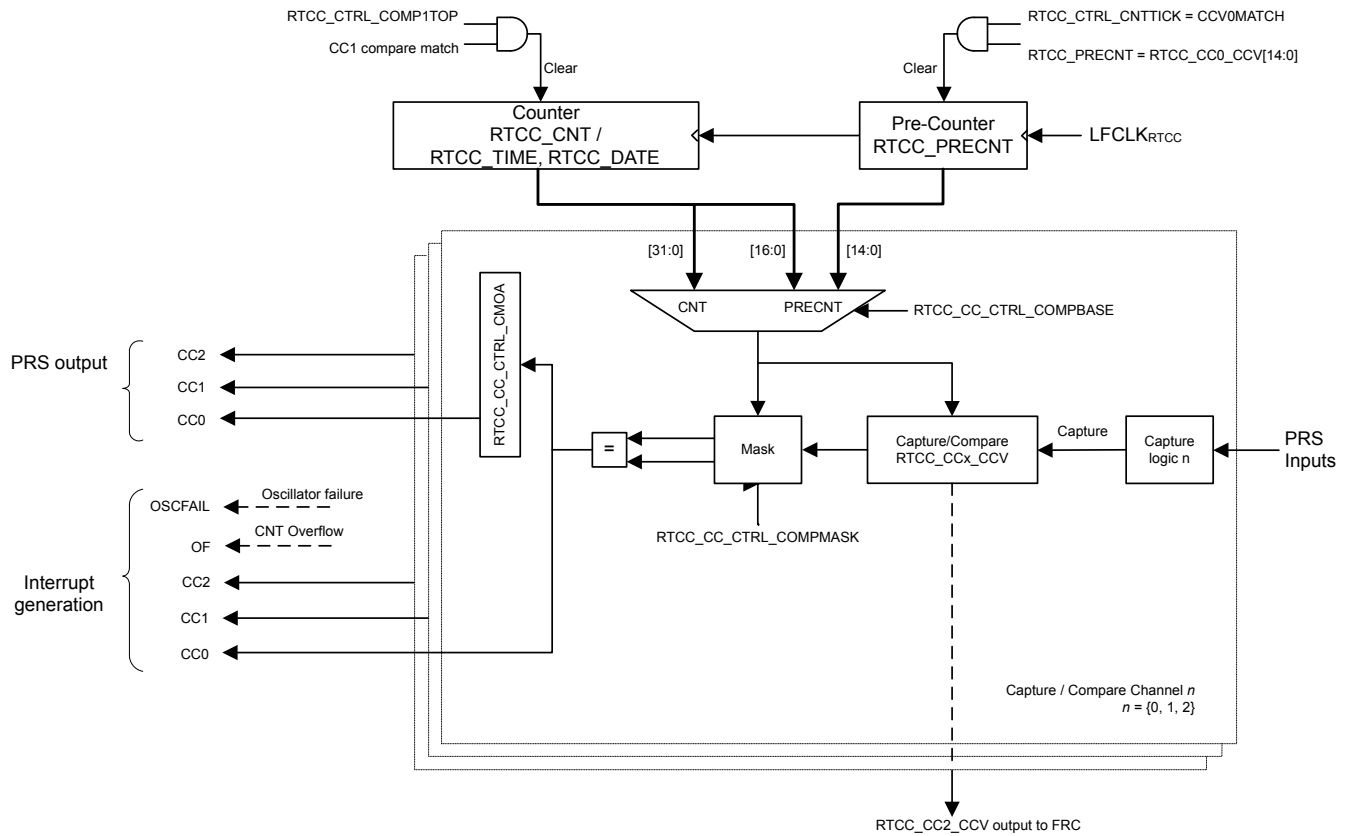 RTCC_CTRL_COMP1TOP
CC1 compare match
Clear
RTCC_CTRL_CNTTICK = CCV0MATCH
RTCC_PRECNT = RTCC_CC0_CCV[14:0]
Clear
Counter
RTCC_CNT /
RTCC_TIME, RTCC_DATE
Pre-Counter
RTCC_PRECNT
LFCLKRTCC
[31:0]
[16:0]
[14:0]
CNT
PRECNT
RTCC_CC_CTRL_COMPBASE
RTCC_CC_CTRL_CMOA
PRS output
CC2
CC1
CC0
=
Mask
Capture/Compare
RTCC_CCx_CCV
Capture
Capture
logic n
PRS
Inputs
RTCC_CC_CTRL_COMPMASK
Interrupt
generation
OSCFAIL
Oscillator failure
OF
CNT Overflow
CC2
CC1
CC0
Capture / Compare Channel n
n = {0, 1, 2}
RTCC_CC2_CCV output to FRC